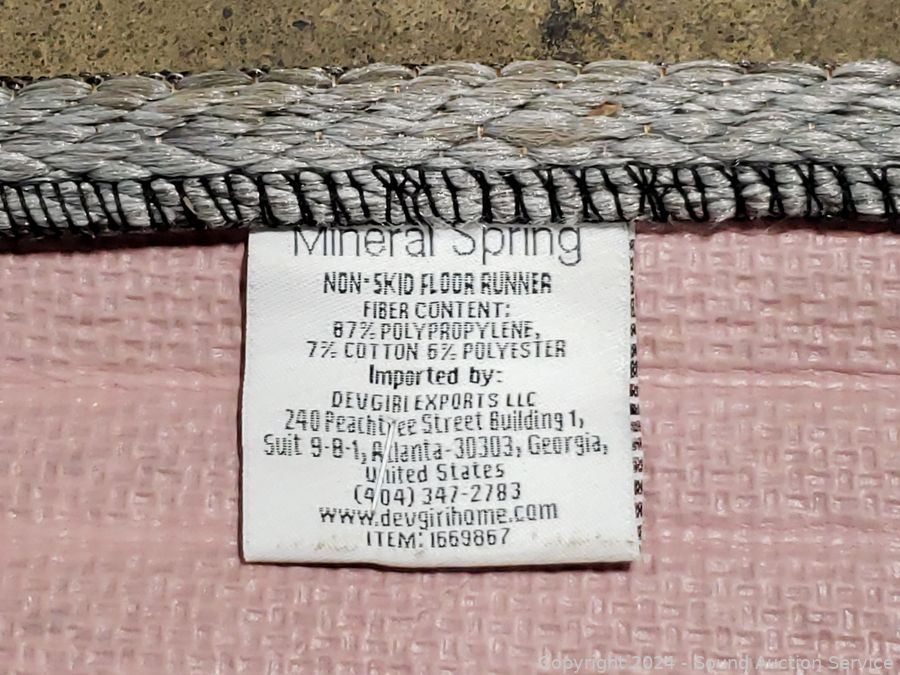 Mineral Spring
NON-SKID FLOOR RUNNER
FIBER CONTENT:
87% POLYPROPYLENE,
7% COTTON 6% POLYESTER
Imported by:
DEVGIRI EXPORTS LLC
240 Peachtree Street Building 1,
Suit 9-B-1, Atlanta-30303, Georgia,
United States
(404) 347-2783
www.devgirihome.com
ITEM: 1669867
Copyright 2024 - Sound Auction Service